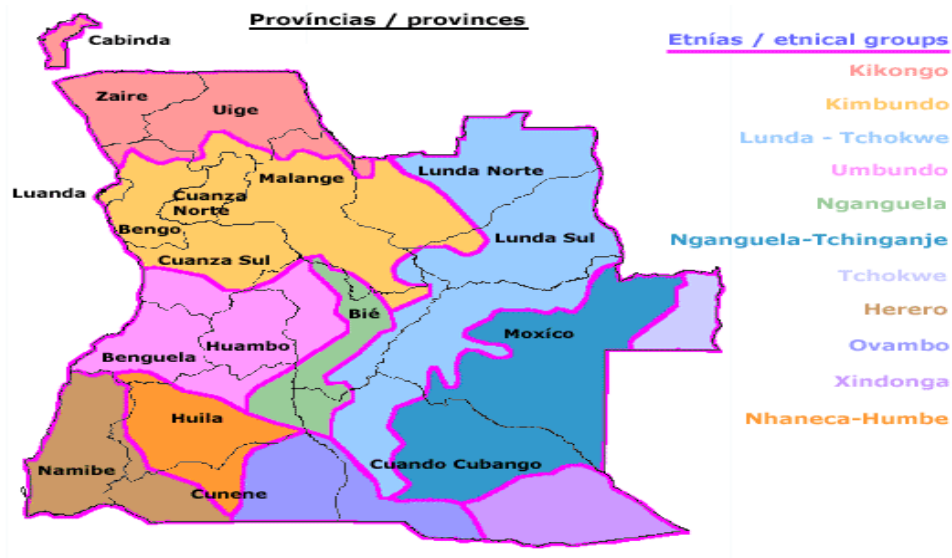 Províncias / provinces
Cabinda
Zaire
Uige
Luanda
Malange
Lunda Norte
Cuanza
Norte
Bengo
Lunda Sul
Cuanza Sul
Bié
Moxíco
Huambo
Benguela
Huila
Namibe
Cuando Cubango
Cunene
Etnías / etnical groups
Kikongo
Kimbundo
Lunda - Tchokwe
Umbundo
Nganguela
Nganguela-Tchinganje
Tchokwe
Herero
Ovambo
Xindonga
Nhaneca-Humbe